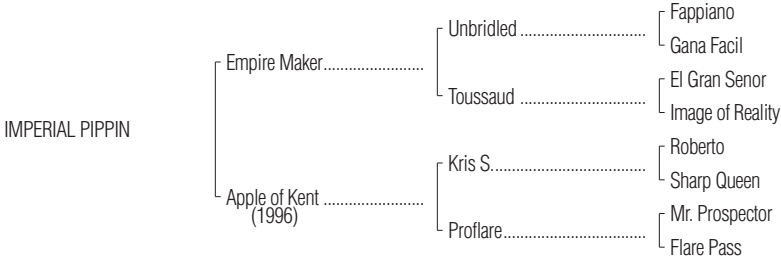 Fappiano
Unbridled
Gana Facil
Empire Maker
El Gran Senor
Toussaud
Image of Reality
IMPERIAL PIPPIN
Roberto
Kris S.
Sharp Queen
Apple of Kent
(1996)
Mr. Prospector
Proflare
Flare Pass